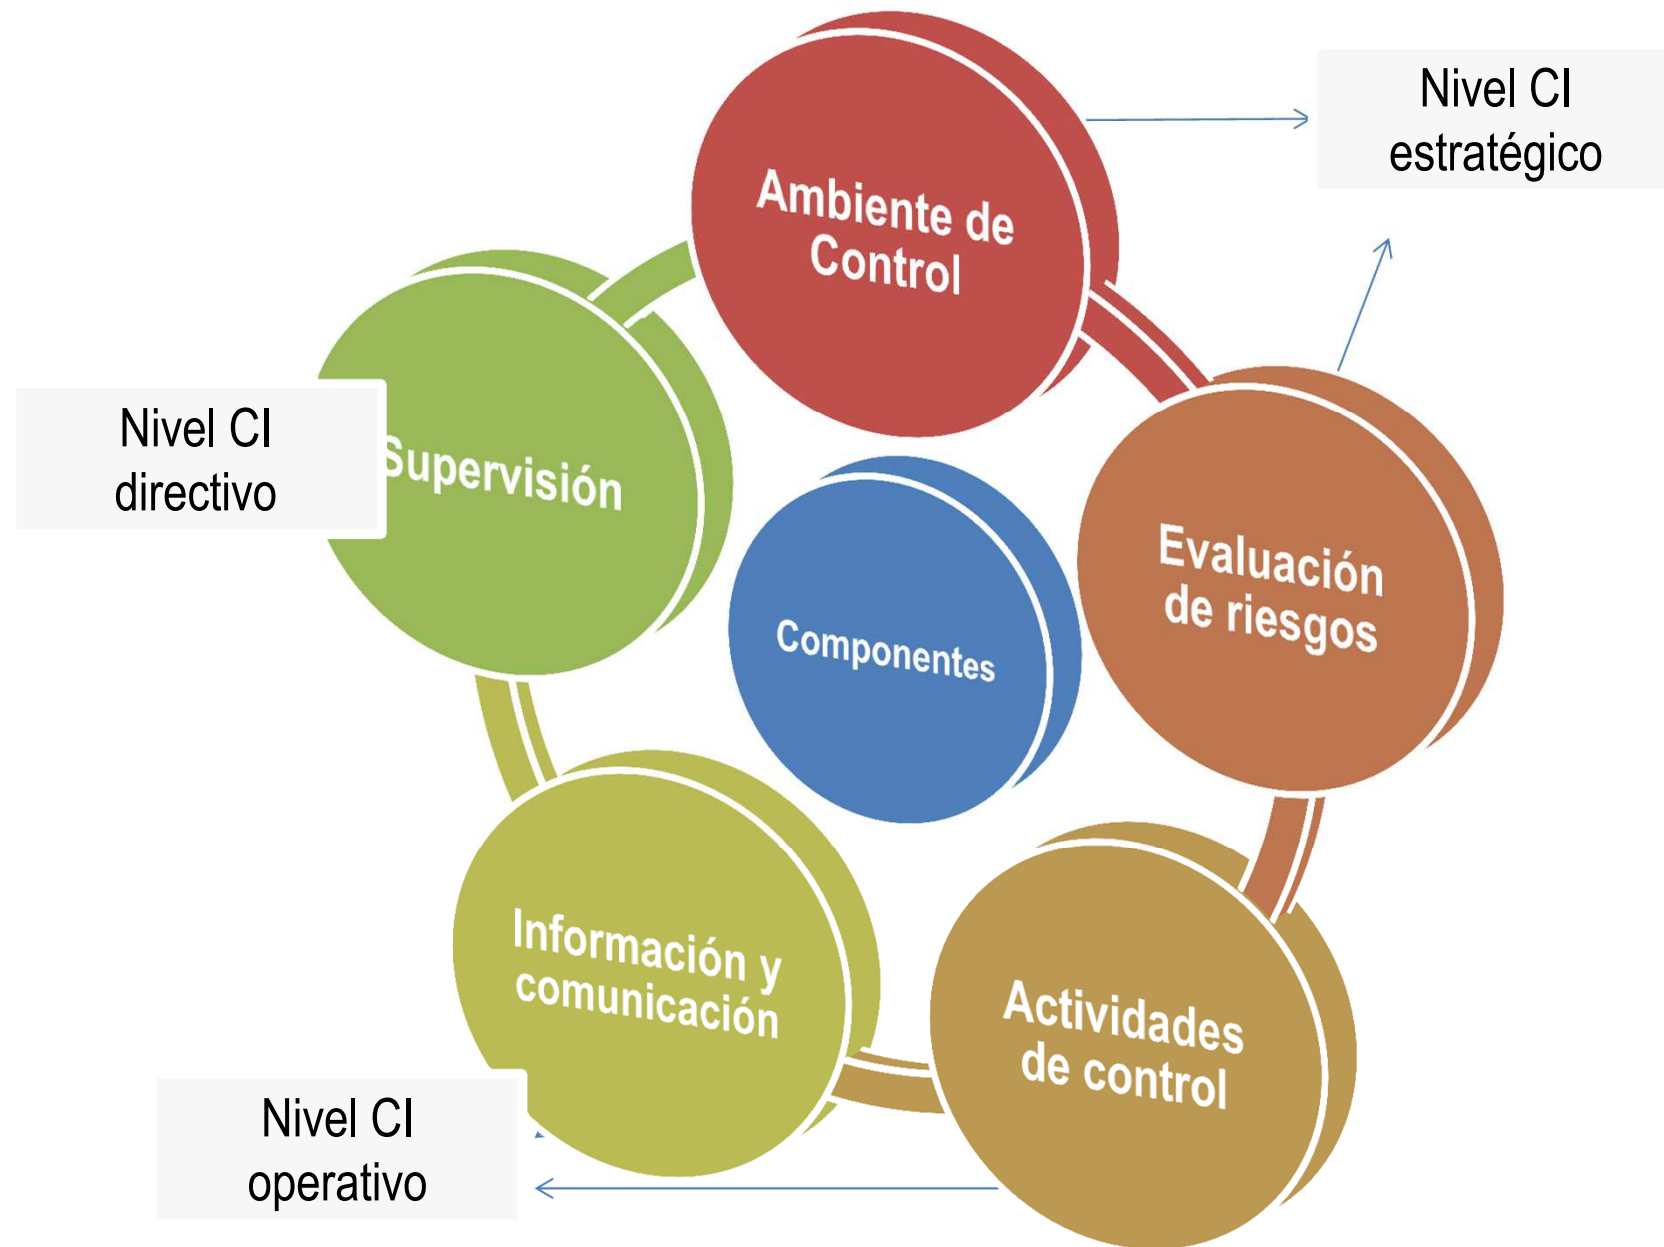 Nivel CI
estratégico
Ambiente de
Control
Nivel CI
directivo
Supervisión
Evaluación
de riesgos
Componentes
Información y
comunicación
Actividades
de control
Nivel CI
operativo